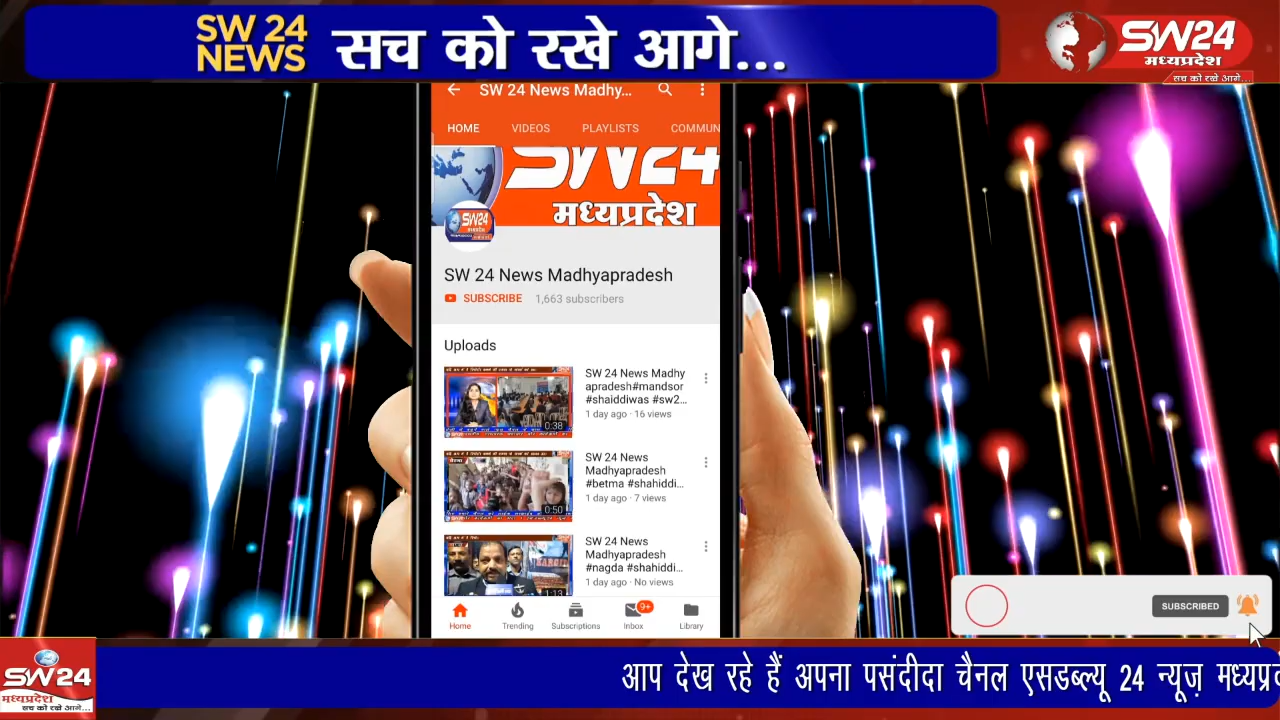 SW 24
NEWS
सच को रखे आगे...
SW24
मध्यप्रदेश
सच को रखे आगे...
SW 24 News Madhy...
HOME VIDEOS PLAYLISTS COMMUN
SW24
मध्यप्रदेश
SW24
SW 24 News Madhyapradesh
SUBSCRIBE 1,663 subscribers
Uploads
SW 24 News Madhy
apradesh#mandsor
#shaiddiwas #sw2...
1 day ago · 16 views
0:38
SW 24 News
Madhyapradesh
#betma #shahiddi...
1 day ago · 7 views
0:50
SW 24 News
Madhyapradesh
#nagda #shahiddi...
1 day ago · No views
1:13
9+
Home Trending Subscriptions Inbox Library
SUBSCRIBED
SW24
मध्यप्रदेश
सच को रखे आगे...
आप देख रहे हैं अपना पसंदीदा चैनल एसडब्ल्यू 24 न्यूज़ मध्यप्रदे